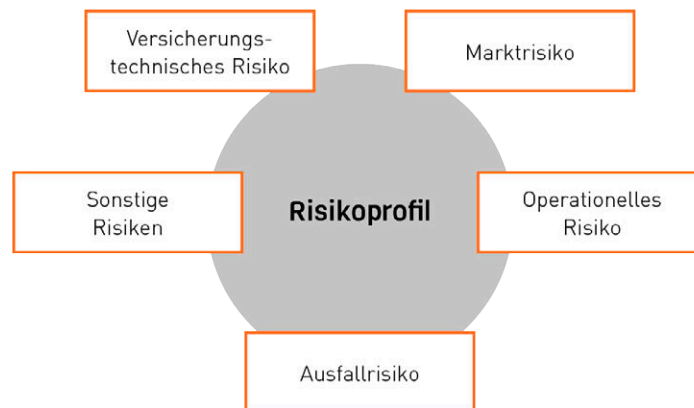 Versicherungs-
technisches Risiko
Marktrisiko
Sonstige
Risiken
Risikoprofil
Operationelles
Risiko
Ausfallrisiko